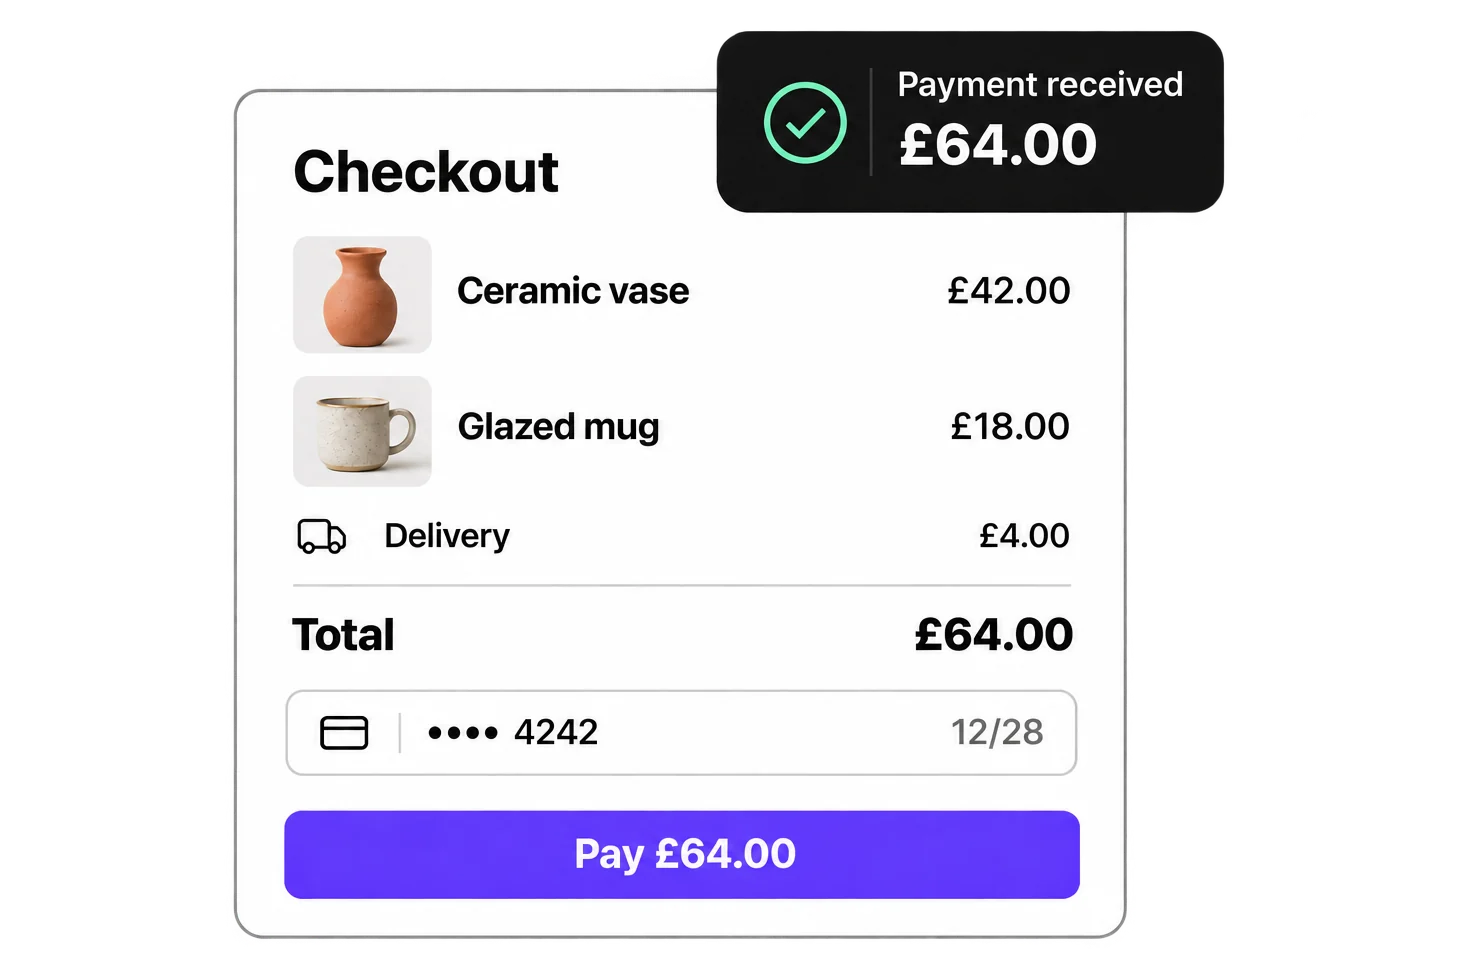 Payment received
£64.00
Checkout
Ceramic vase £42.00
Glazed mug £18.00
Delivery £4.00
Total £64.00
•••• 4242 12/28
Pay £64.00